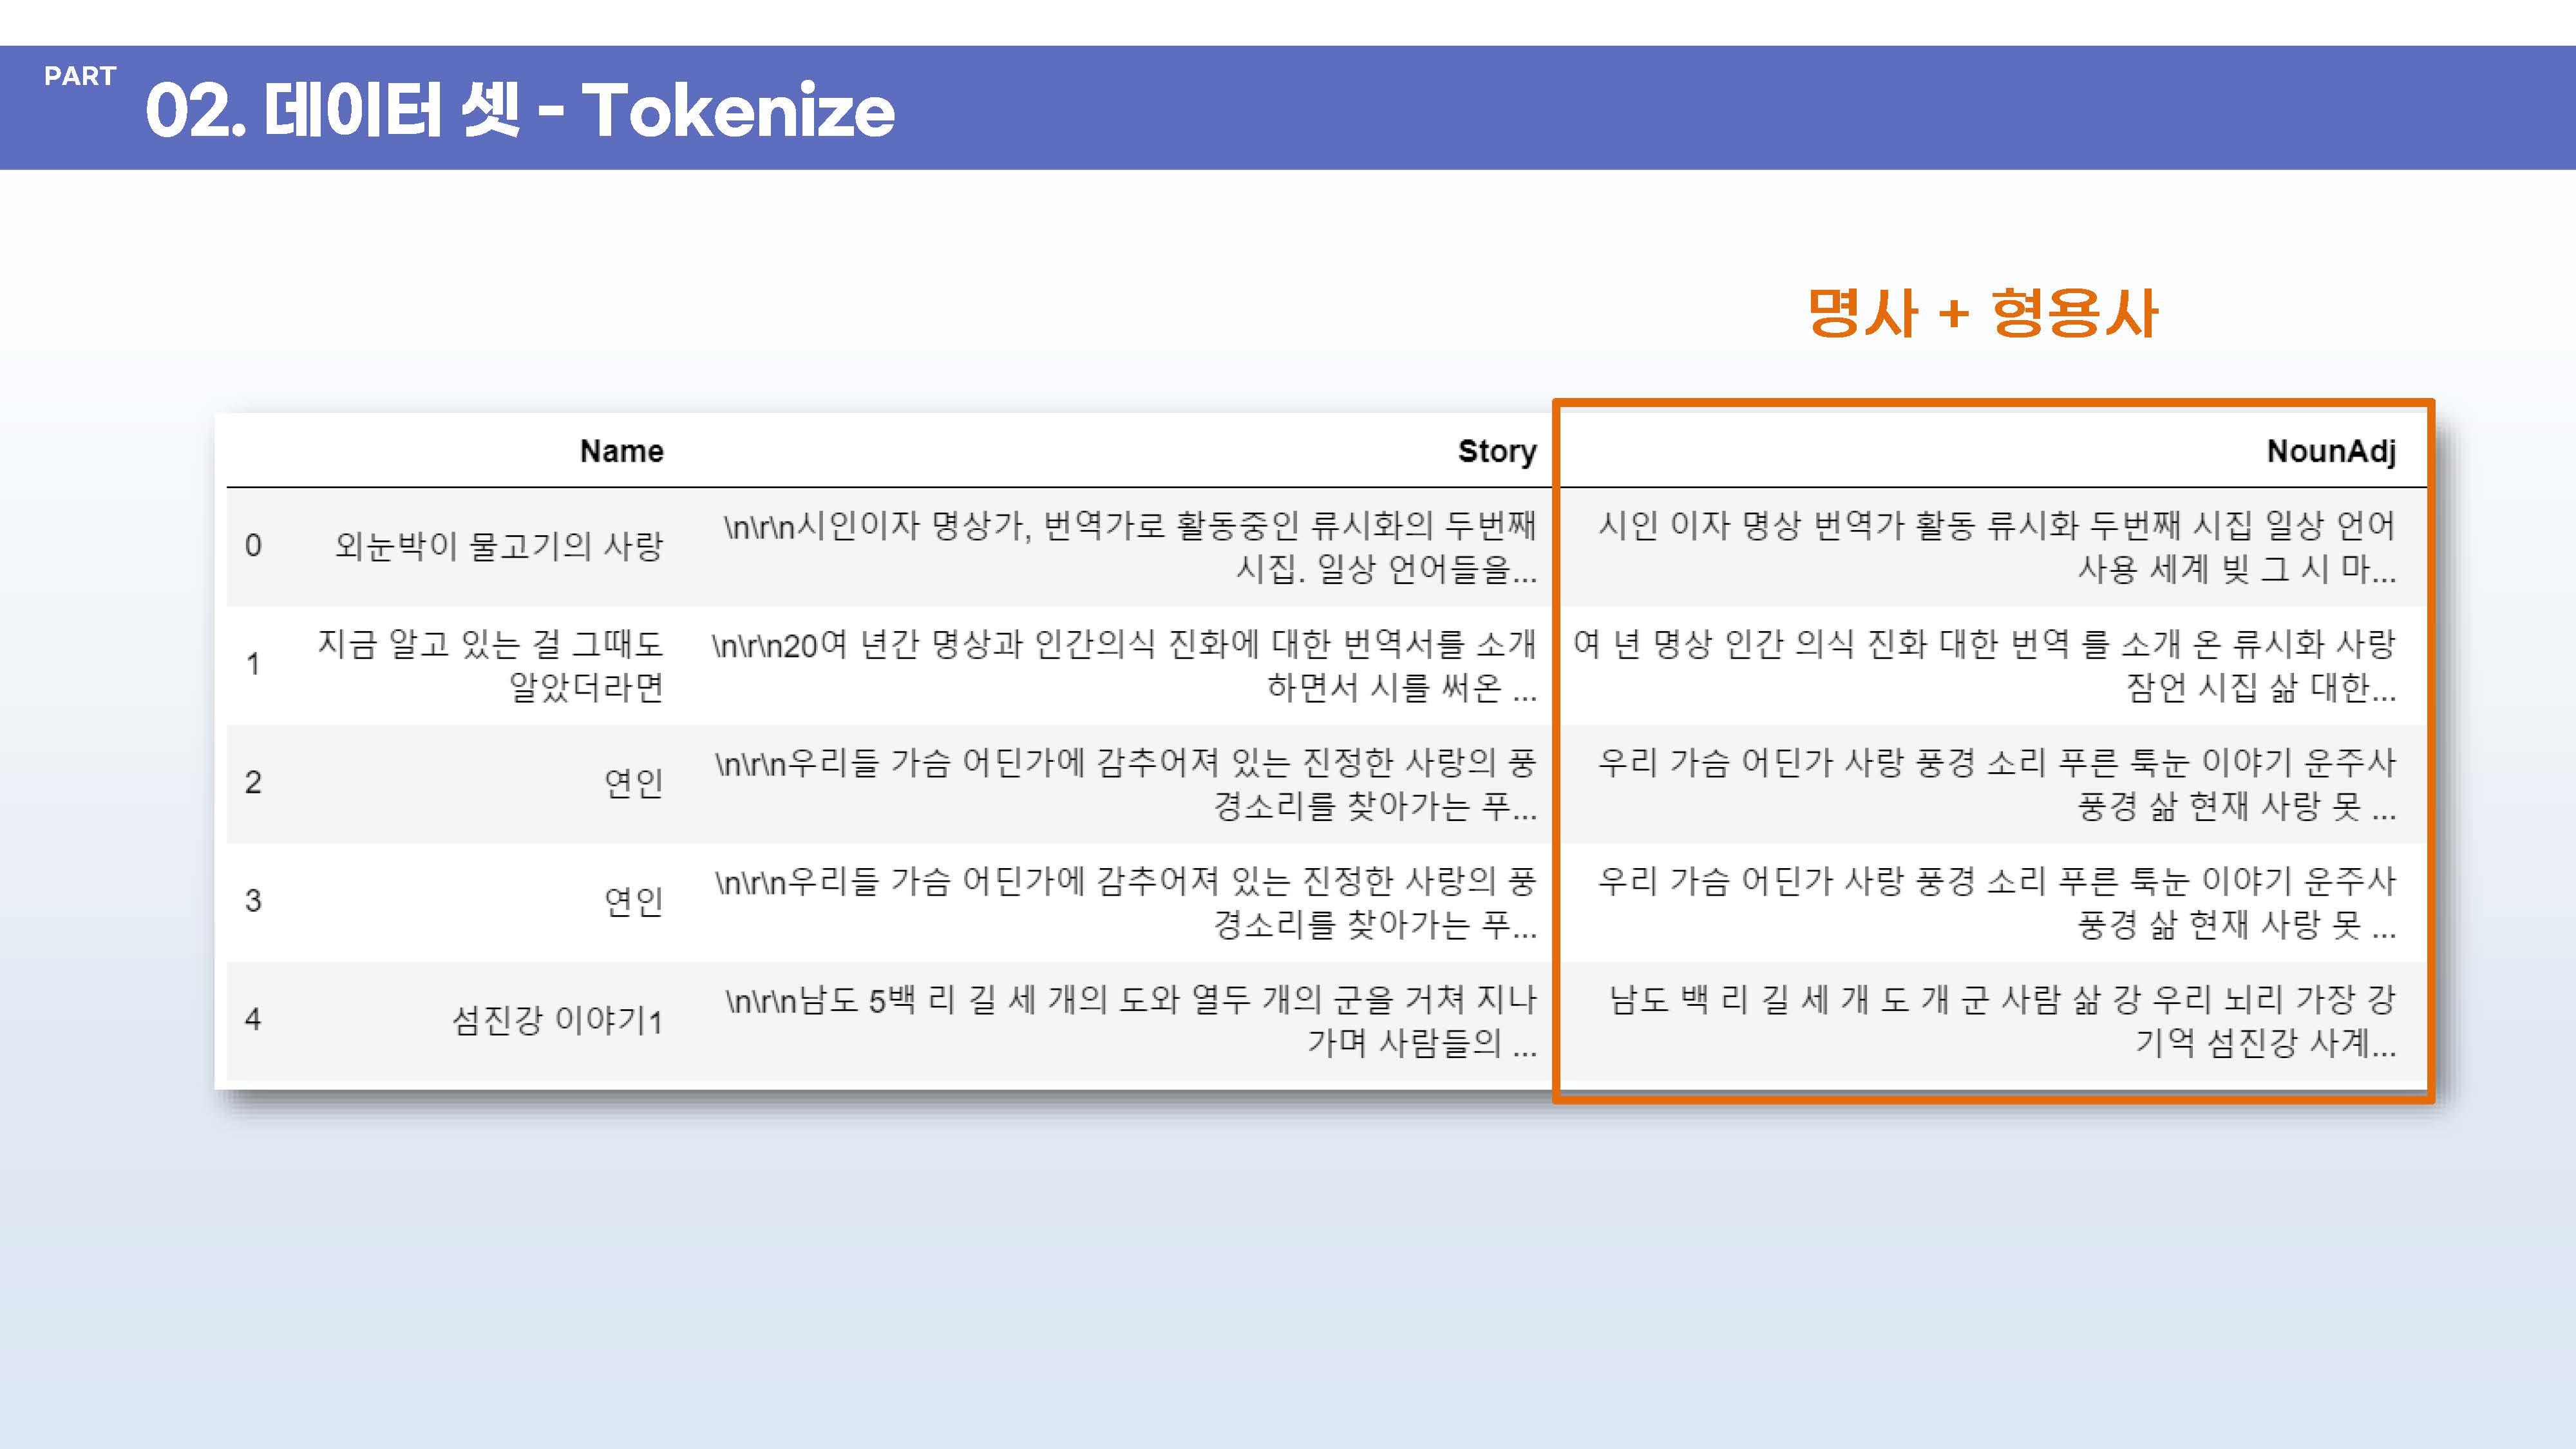 PART
02. 데이터 셋 - Tokenize
명사 + 형용사
Name Story NounAdj
0 외눈박이 물고기의 사랑 \n\r\n시인이자 명상가, 번역가로 활동중인 류시화의 두번째 시인 이자 명상 번역가 활동 류시화 두번째 시집 일상 언어
시집. 일상 언어들을... 사용 세계 빚 그 시 마...
1 지금 알고 있는 걸 그때도 \n\r\n20여 년간 명상과 인간의식 진화에 대한 번역서를 소개 여 년 명상 인간 의식 진화 대한 번역 를 소개 온 류시화 사랑
알았더라면 하면서 시를 써온 ... 잠언 시집 삶 대한...
2 연인 \n\r\n우리들 가슴 어딘가에 감추어져 있는 진정한 사랑의 풍 우리 가슴 어딘가 사랑 풍경 소리 푸른 툭눈 이야기 운주사
경소리를 찾아가는 푸... 풍경 삶 현재 사랑 못 ...
3 연인 \n\r\n우리들 가슴 어딘가에 감추어져 있는 진정한 사랑의 풍 우리 가슴 어딘가 사랑 풍경 소리 푸른 툭눈 이야기 운주사
경소리를 찾아가는 푸... 풍경 삶 현재 사랑 못 ...
4 섬진강 이야기1 \n\r\n남도 5백 리 길 세 개의 도와 열두 개의 군을 거쳐 지나 남도 백 리 길 세 개 도 개 군 사람 삶 강 우리 뇌리 가장 강
가며 사람들의 ... 기억 섬진강 사계...